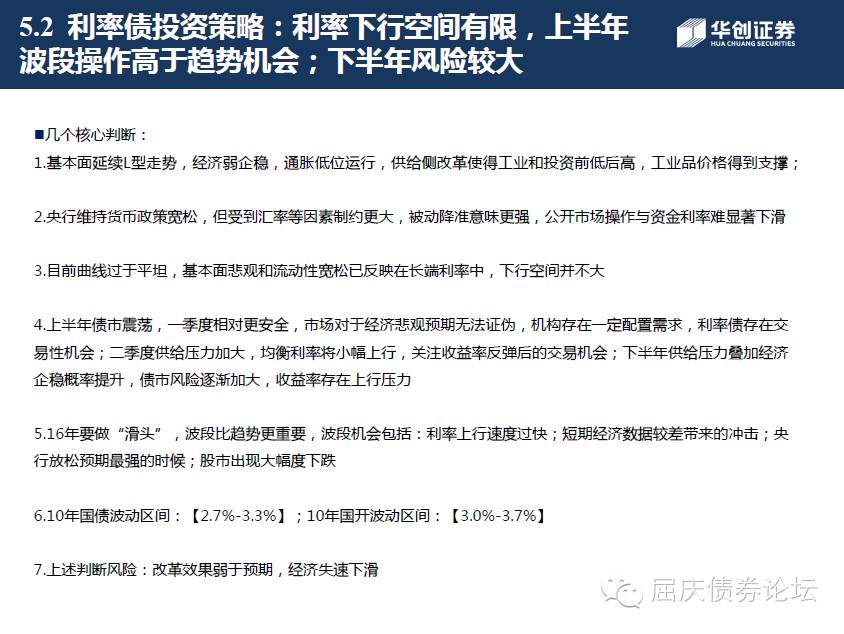 5.2 利率债投资策略：利率下行空间有限，上半年
波段操作高于趋势机会；下半年风险较大
华创证券
HUA CHUANG SECURITIES
■几个核心判断：
1.基本面延续L型走势，经济弱企稳，通胀低位运行，供给侧改革使得工业和投资前低后高，工业品价格得到支撑；
2.央行维持货币政策宽松，但受到汇率等因素制约更大，被动降准意味更强，公开市场操作与资金利率难显著下滑
3.目前曲线过于平坦，基本面悲观和流动性宽松已反映在长端利率中，下行空间并不大
4.上半年债市震荡，一季度相对更安全，市场对于经济悲观预期无法证伪，机构存在一定配置需求，利率债存在交
易性机会；二季度供给压力加大，均衡利率将小幅上行，关注收益率反弹后的交易机会；下半年供给压力叠加经济
企稳概率提升，债市风险逐渐加大，收益率存在上行压力
5.16年要做“滑头”，波段比趋势更重要，波段机会包括：利率上行速度过快；短期经济数据较差带来的冲击；央
行放松预期最强的时候；股市出现大幅度下跌
6.10年国债波动区间：【2.7%-3.3%】；10年国开波动区间：【3.0%-3.7%】
7.上述判断风险：改革效果弱于预期，经济失速下滑
屈庆债券论坛